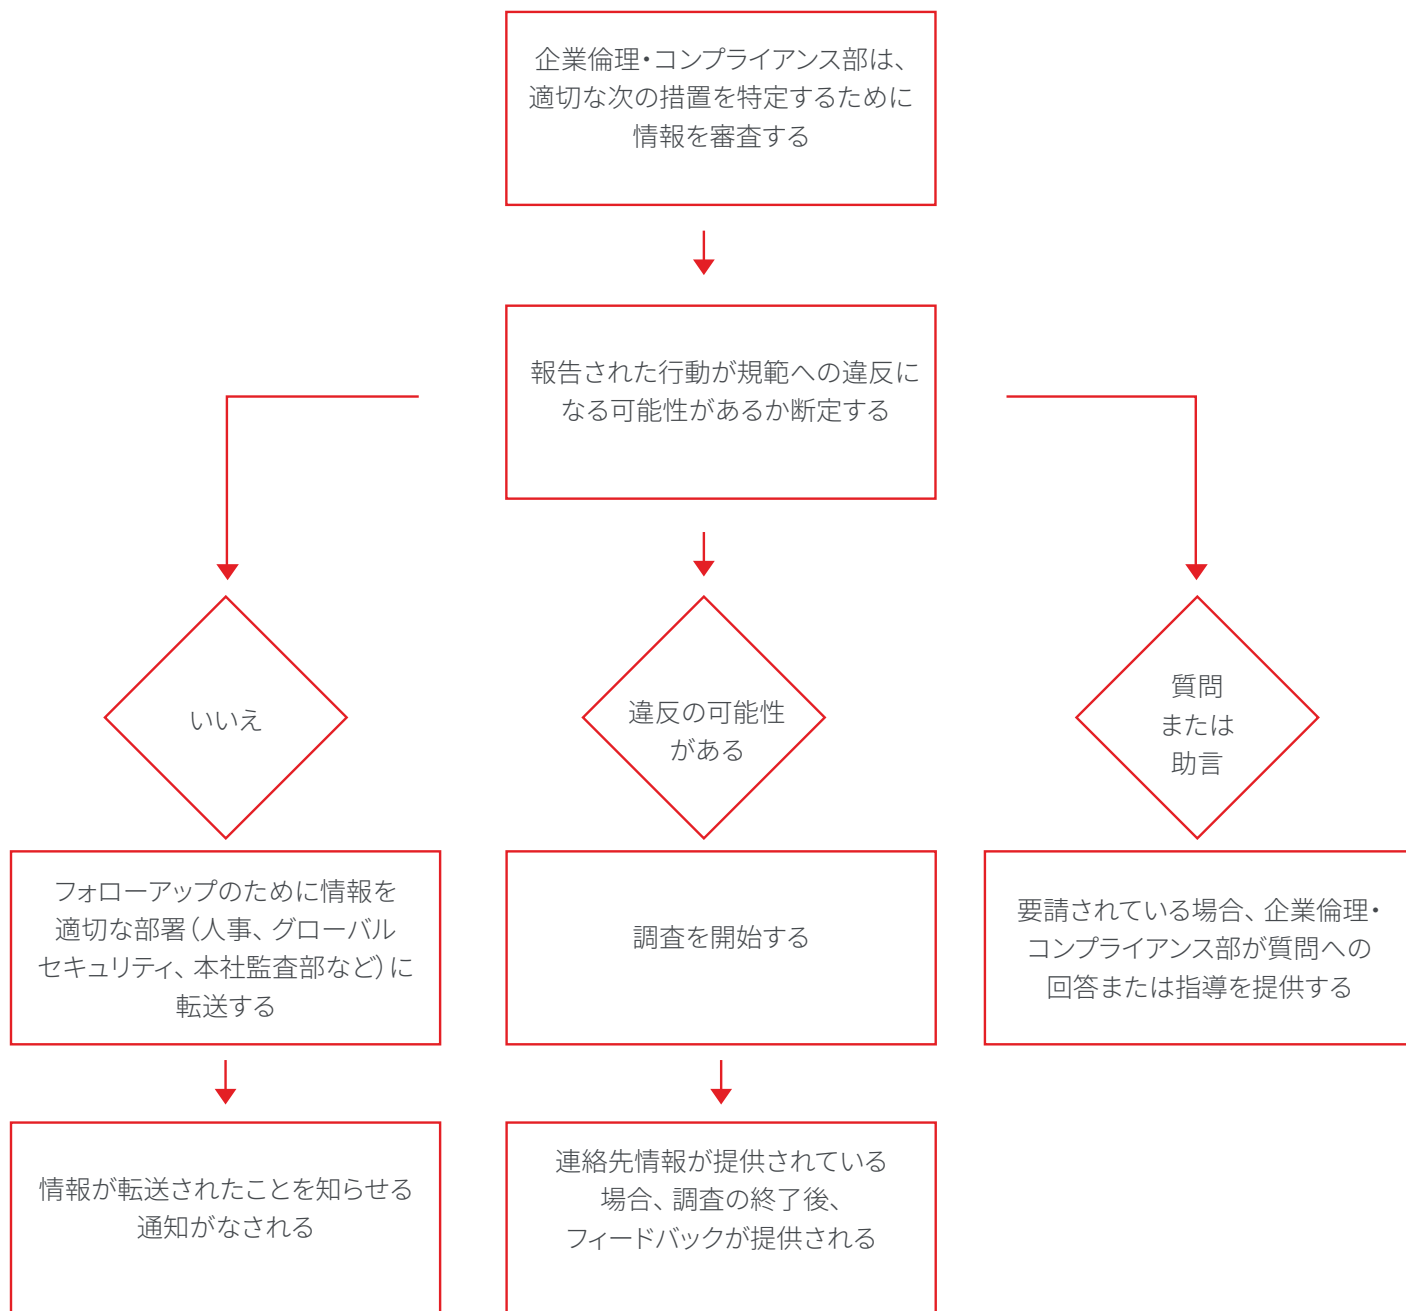 企業倫理・コンプライアンス部は、
適切な次の措置を特定するために
情報を審査する
報告された行動が規範への違反に
なる可能性があるか断定する
いいえ
違反の可能性
がある
質問
または
助言
フォローアップのために情報を
適切な部署(人事、グローバル
セキュリティ、本社監査部など)に
転送する
調査を開始する
要請されている場合、企業倫理・
コンプライアンス部が質問への
回答または指導を提供する
情報が転送されたことを知らせる
通知がなされる
連絡先情報が提供されている
場合、調査の終了後、
フィードバックが提供される